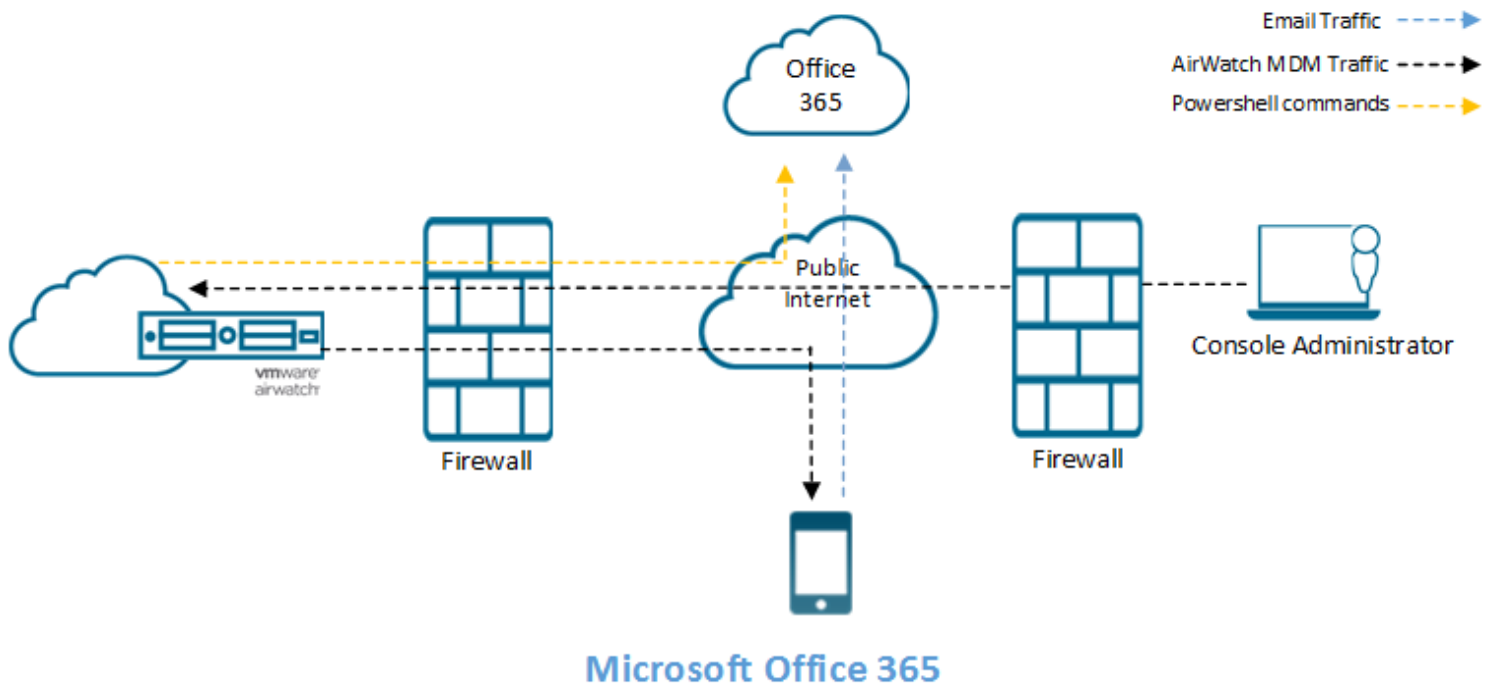 Email Traffic
AirWatch MDM Traffic
Powershell commands
Office
365
Public
Internet
vmware
airwatch
Firewall
Firewall
Console Administrator
Microsoft Office 365